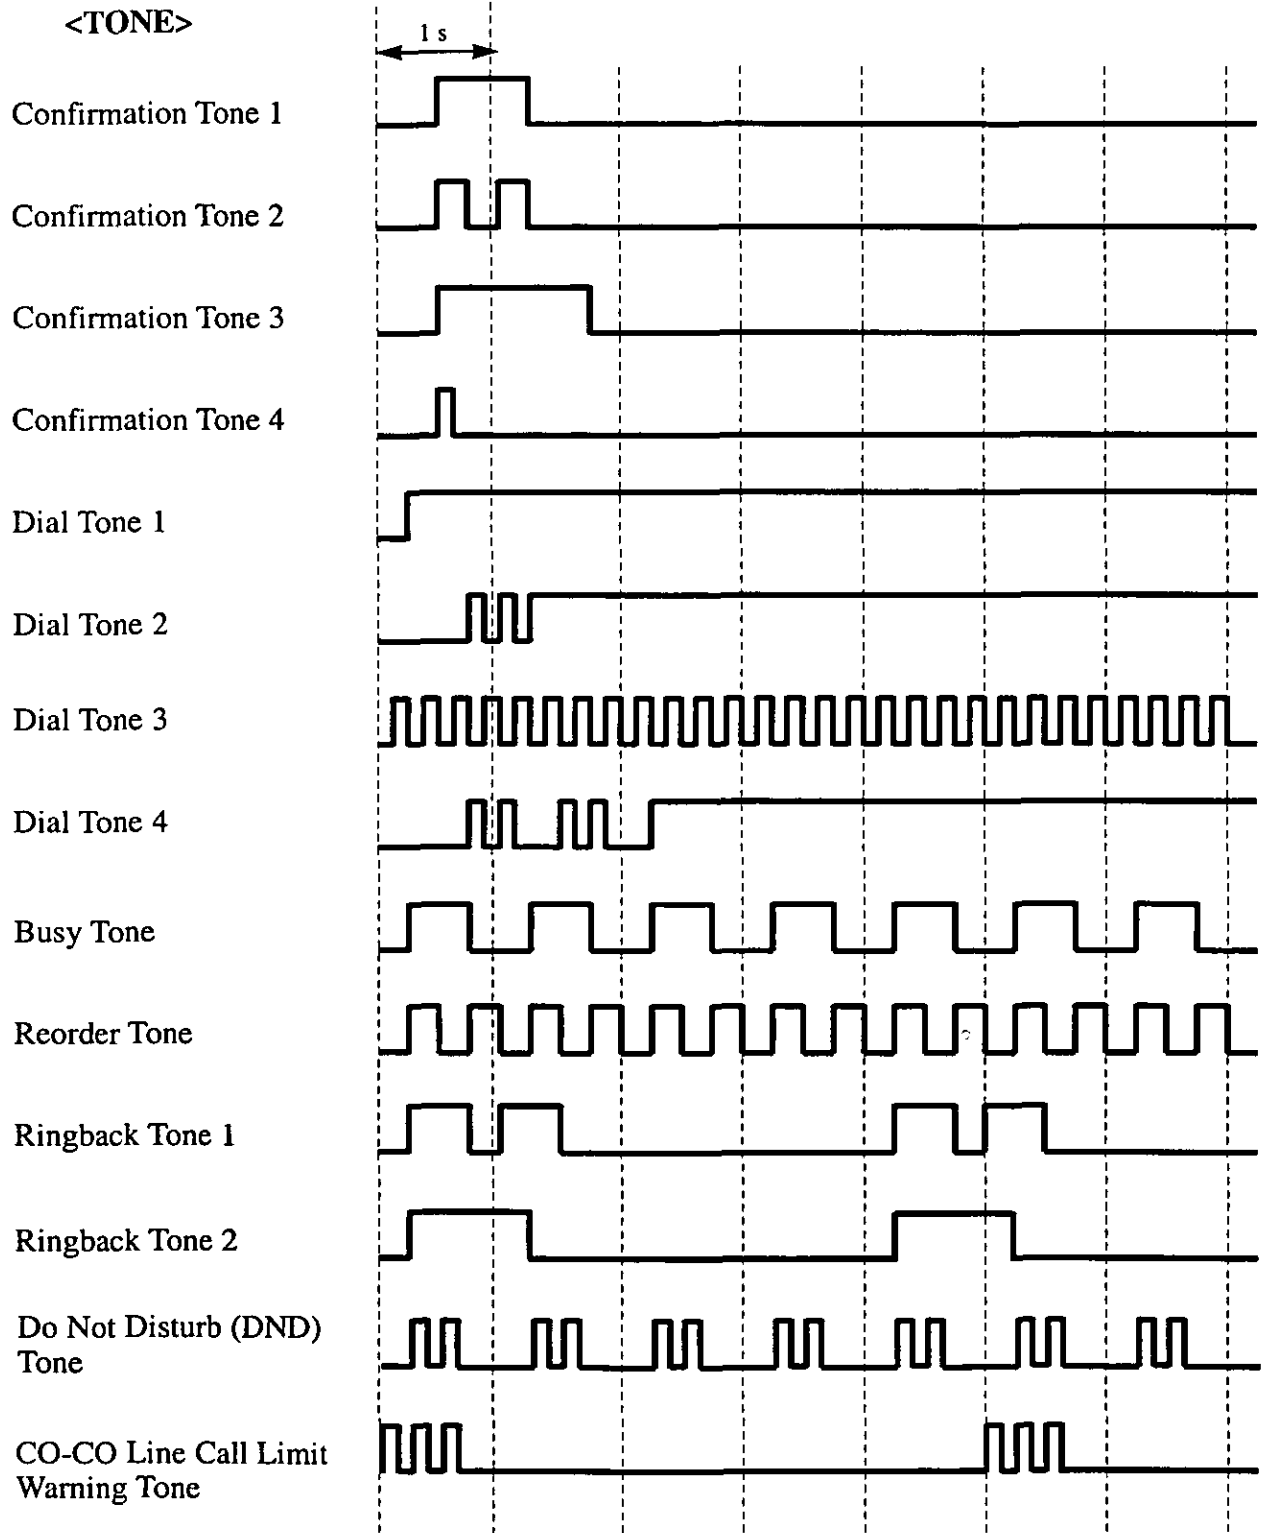 <TONE>
1 s
Confirmation Tone 1
Confirmation Tone 2
Confirmation Tone 3
Confirmation Tone 4
Dial Tone 1
Dial Tone 2
Dial Tone 3
Dial Tone 4
Busy Tone
Reorder Tone
Ringback Tone 1
Ringback Tone 2
Do Not Disturb (DND)
Tone
CO-CO Line Call Limit
Warning Tone